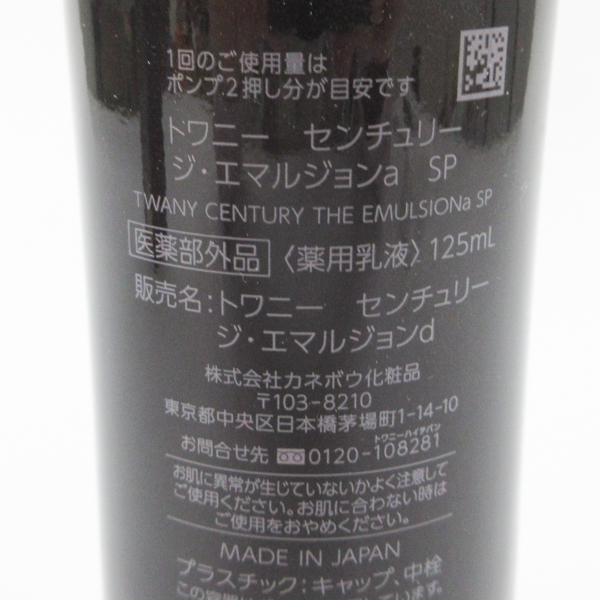 1回のご使用量は
ポンプ2押し分が目安です
トワニー　センチュリー
ジ・エマルジョンa　SP
TWANY CENTURY THE EMULSIONa SP
医薬部外品〈薬用乳液〉125mL
販売名：トワニー　センチュリー
ジ・エマルジョンd
株式会社カネボウ化粧品
〒103-8210
東京都中央区日本橋茅場町1-14-10
トワニーハイテバン
お問合せ先 0120-108281
お肌に異常が生じていないかよく注意して
ご使用ください。お肌に合わない時は
ご使用をおやめください。
MADE IN JAPAN
プラスチック：キャップ、中栓